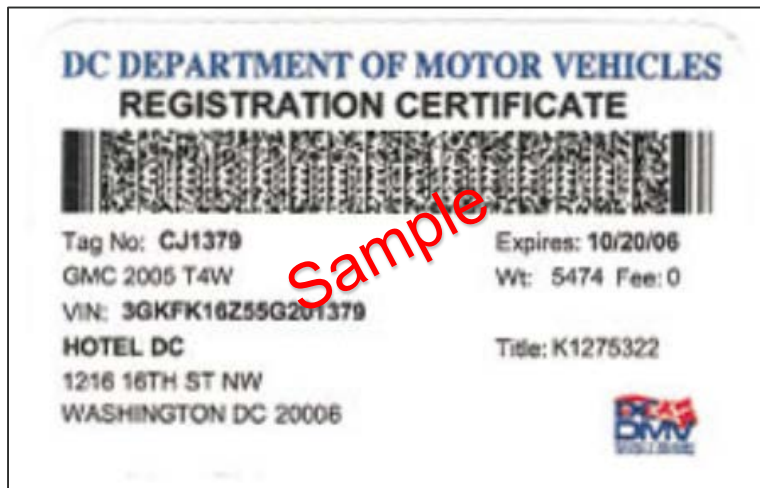 DC DEPARTMENT OF MOTOR VEHICLES
REGISTRATION CERTIFICATE
Tag No: CJ1379 Expires: 10/20/06
GMC 2005 T4W Wt: 5474 Fee: 0
Sample
VIN: 3GKFK16Z55G201379
HOTEL DC Title: K1275322
1216 16TH ST NW
WASHINGTON DC 20006
DC
DMV